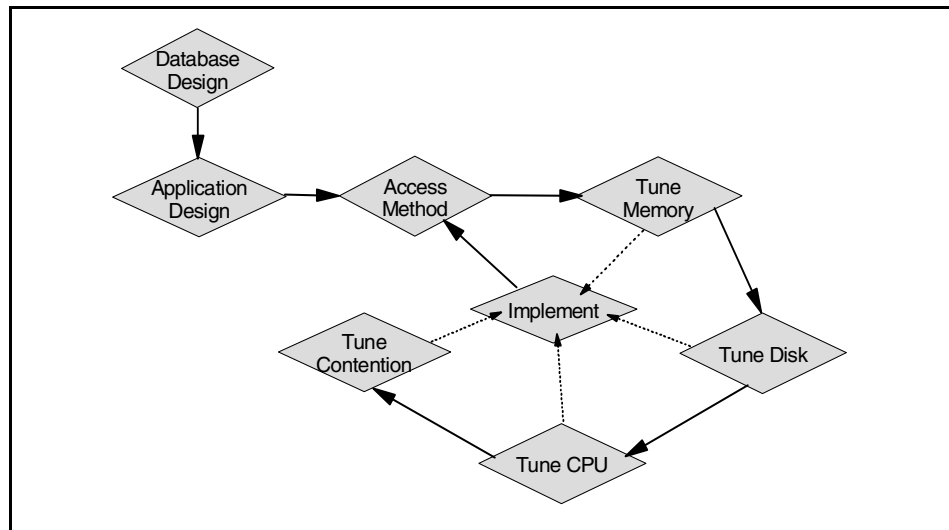 Database
Design
Application
Design
Access
Method
Tune
Memory
Implement
Tune
Contention
Tune Disk
Tune CPU